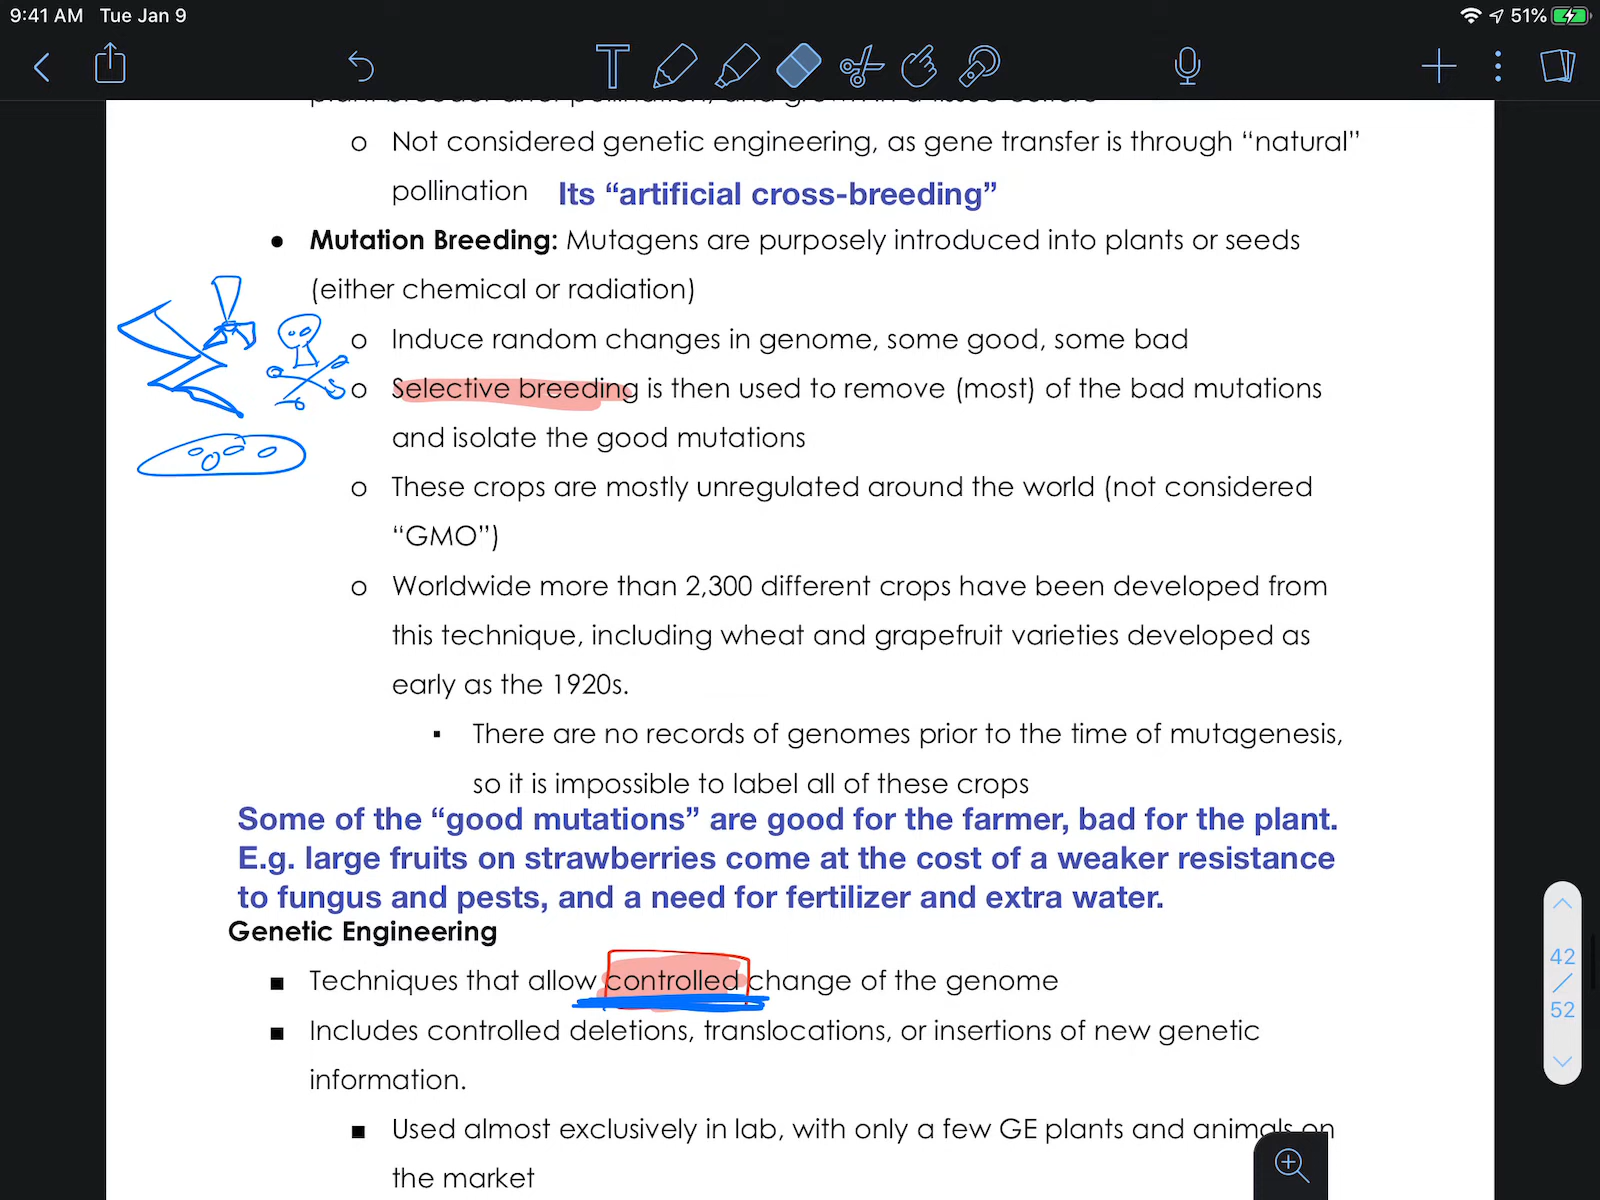 9:41 AM Tue Jan 9
51%
plant breeder after pollination, and grown in a tissue culture
o Not considered genetic engineering, as gene transfer is through “natural”
pollination Its “artificial cross-breeding”
● Mutation Breeding: Mutagens are purposely introduced into plants or seeds
(either chemical or radiation)
o Induce random changes in genome, some good, some bad
o Selective breeding is then used to remove (most) of the bad mutations
and isolate the good mutations
o These crops are mostly unregulated around the world (not considered
“GMO”)
o Worldwide more than 2,300 different crops have been developed from
this technique, including wheat and grapefruit varieties developed as
early as the 1920s.
▪ There are no records of genomes prior to the time of mutagenesis,
so it is impossible to label all of these crops
Some of the “good mutations” are good for the farmer, bad for the plant.
E.g. large fruits on strawberries come at the cost of a weaker resistance
to fungus and pests, and a need for fertilizer and extra water.
Genetic Engineering
■ Techniques that allow controlled change of the genome
■ Includes controlled deletions, translocations, or insertions of new genetic
information.
■ Used almost exclusively in lab, with only a few GE plants and animals on
the market
42
/
52